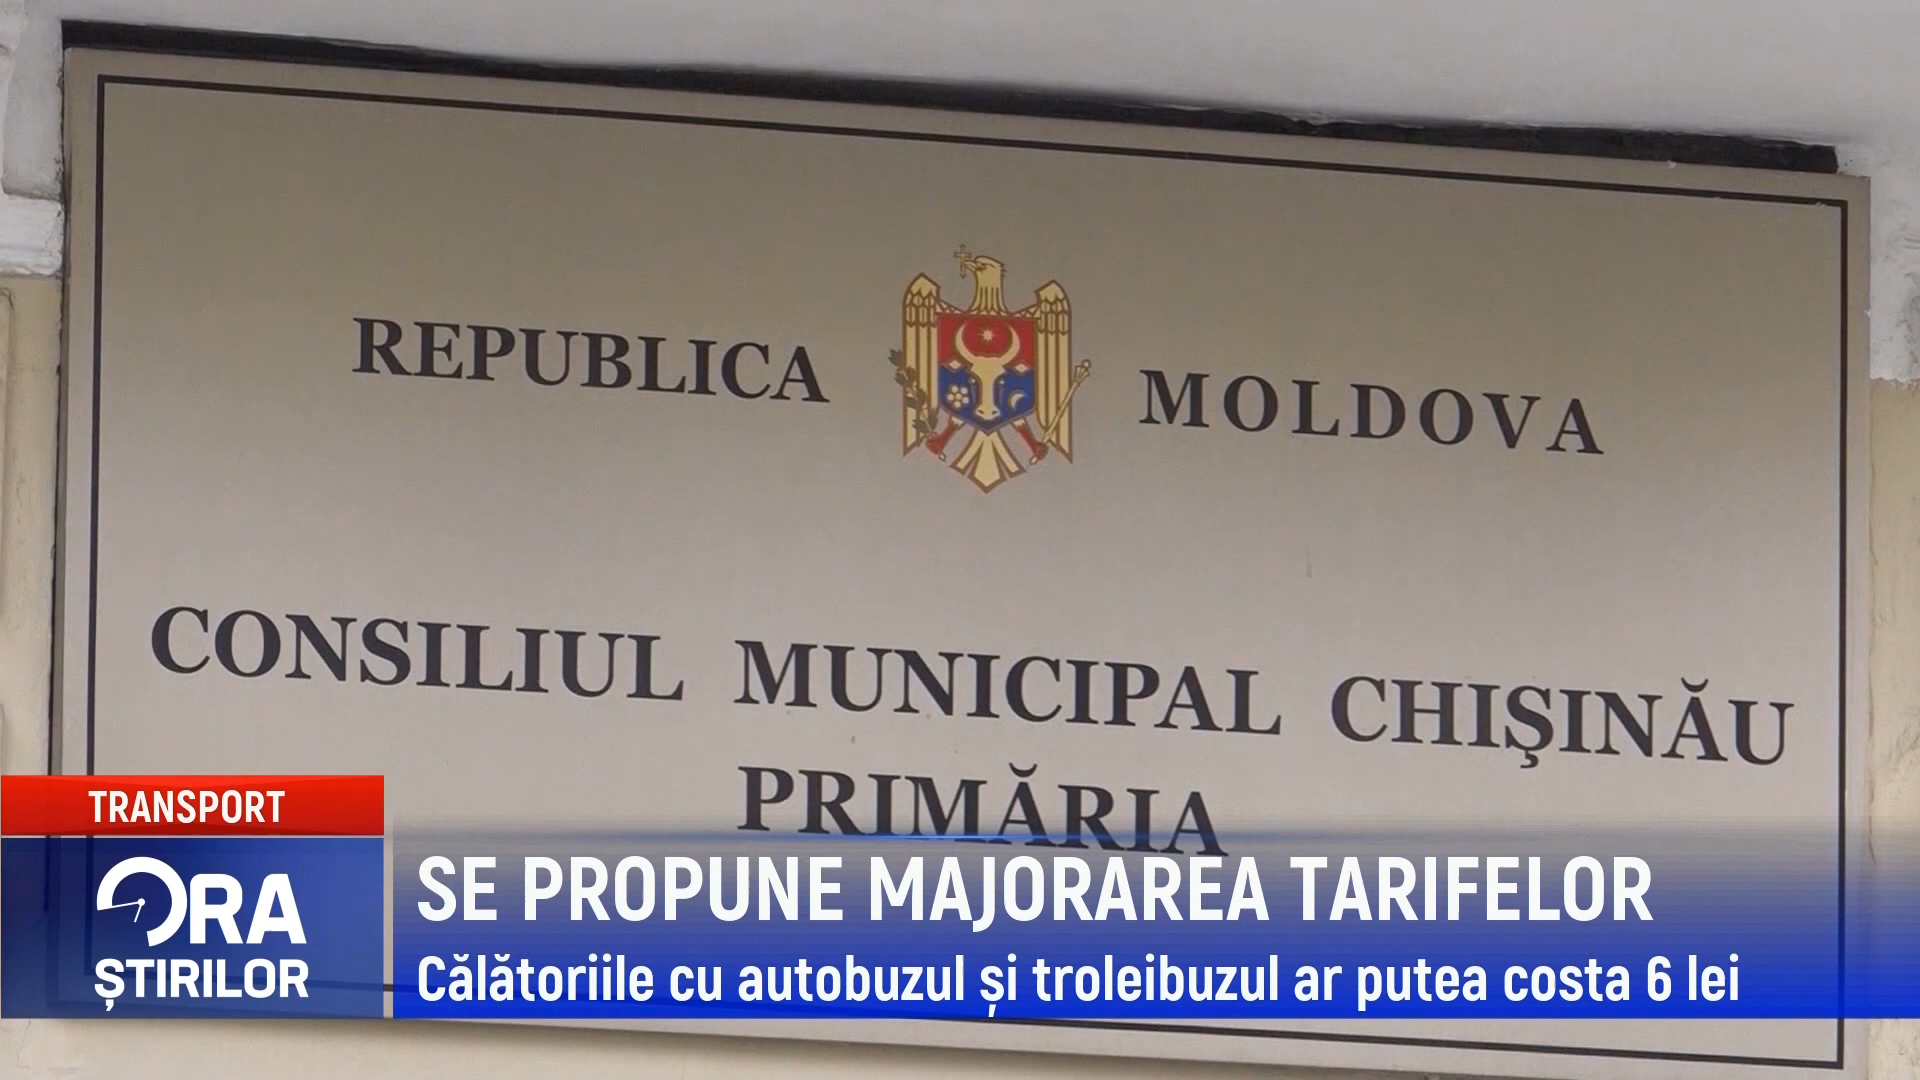 REPUBLICA MOLDOVA
CONSILIUL MUNICIPAL CHIŞINĂU
PRIMĂRIA
TRANSPORT
ORA
ȘTIRILOR
SE PROPUNE MAJORAREA TARIFELOR
Călătoriile cu autobuzul și troleibuzul ar putea costa 6 lei